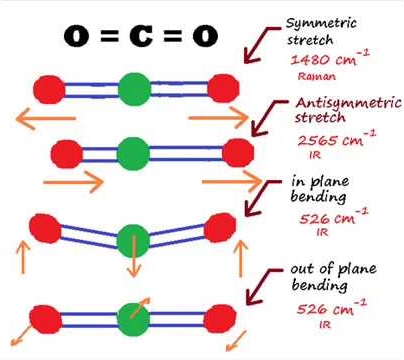 O = C = O
Symmetric
stretch
1480 cm⁻¹
Raman
Antisymmetric
stretch
2565 cm⁻¹
IR
in plane
bending
526 cm⁻¹
IR
out of plane
bending
526 cm⁻¹
IR